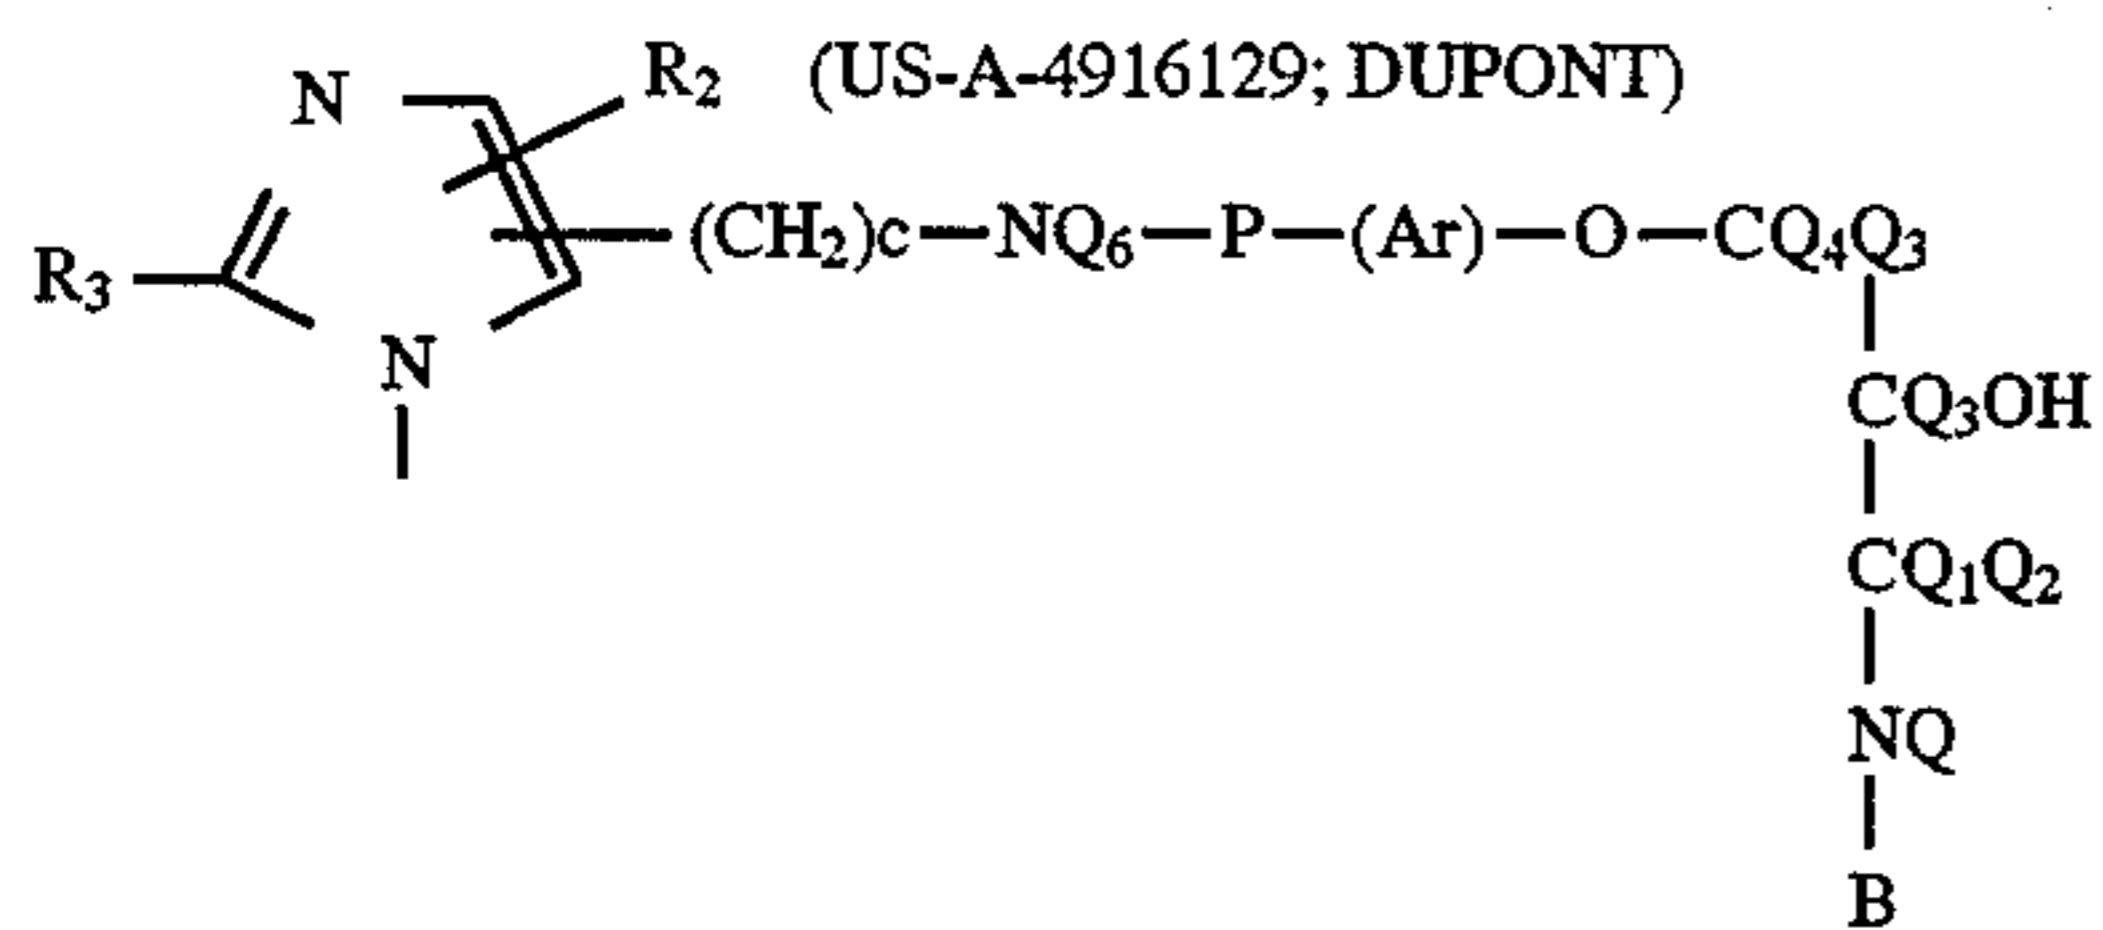 N R₂ (US-A-4916129; DUPONT)
R₃ (CH₂)c—NQ₆—P—(Ar)—O—CQ₄Q₃
N
CQ₃OH
CQ₁Q₂
NQ
B